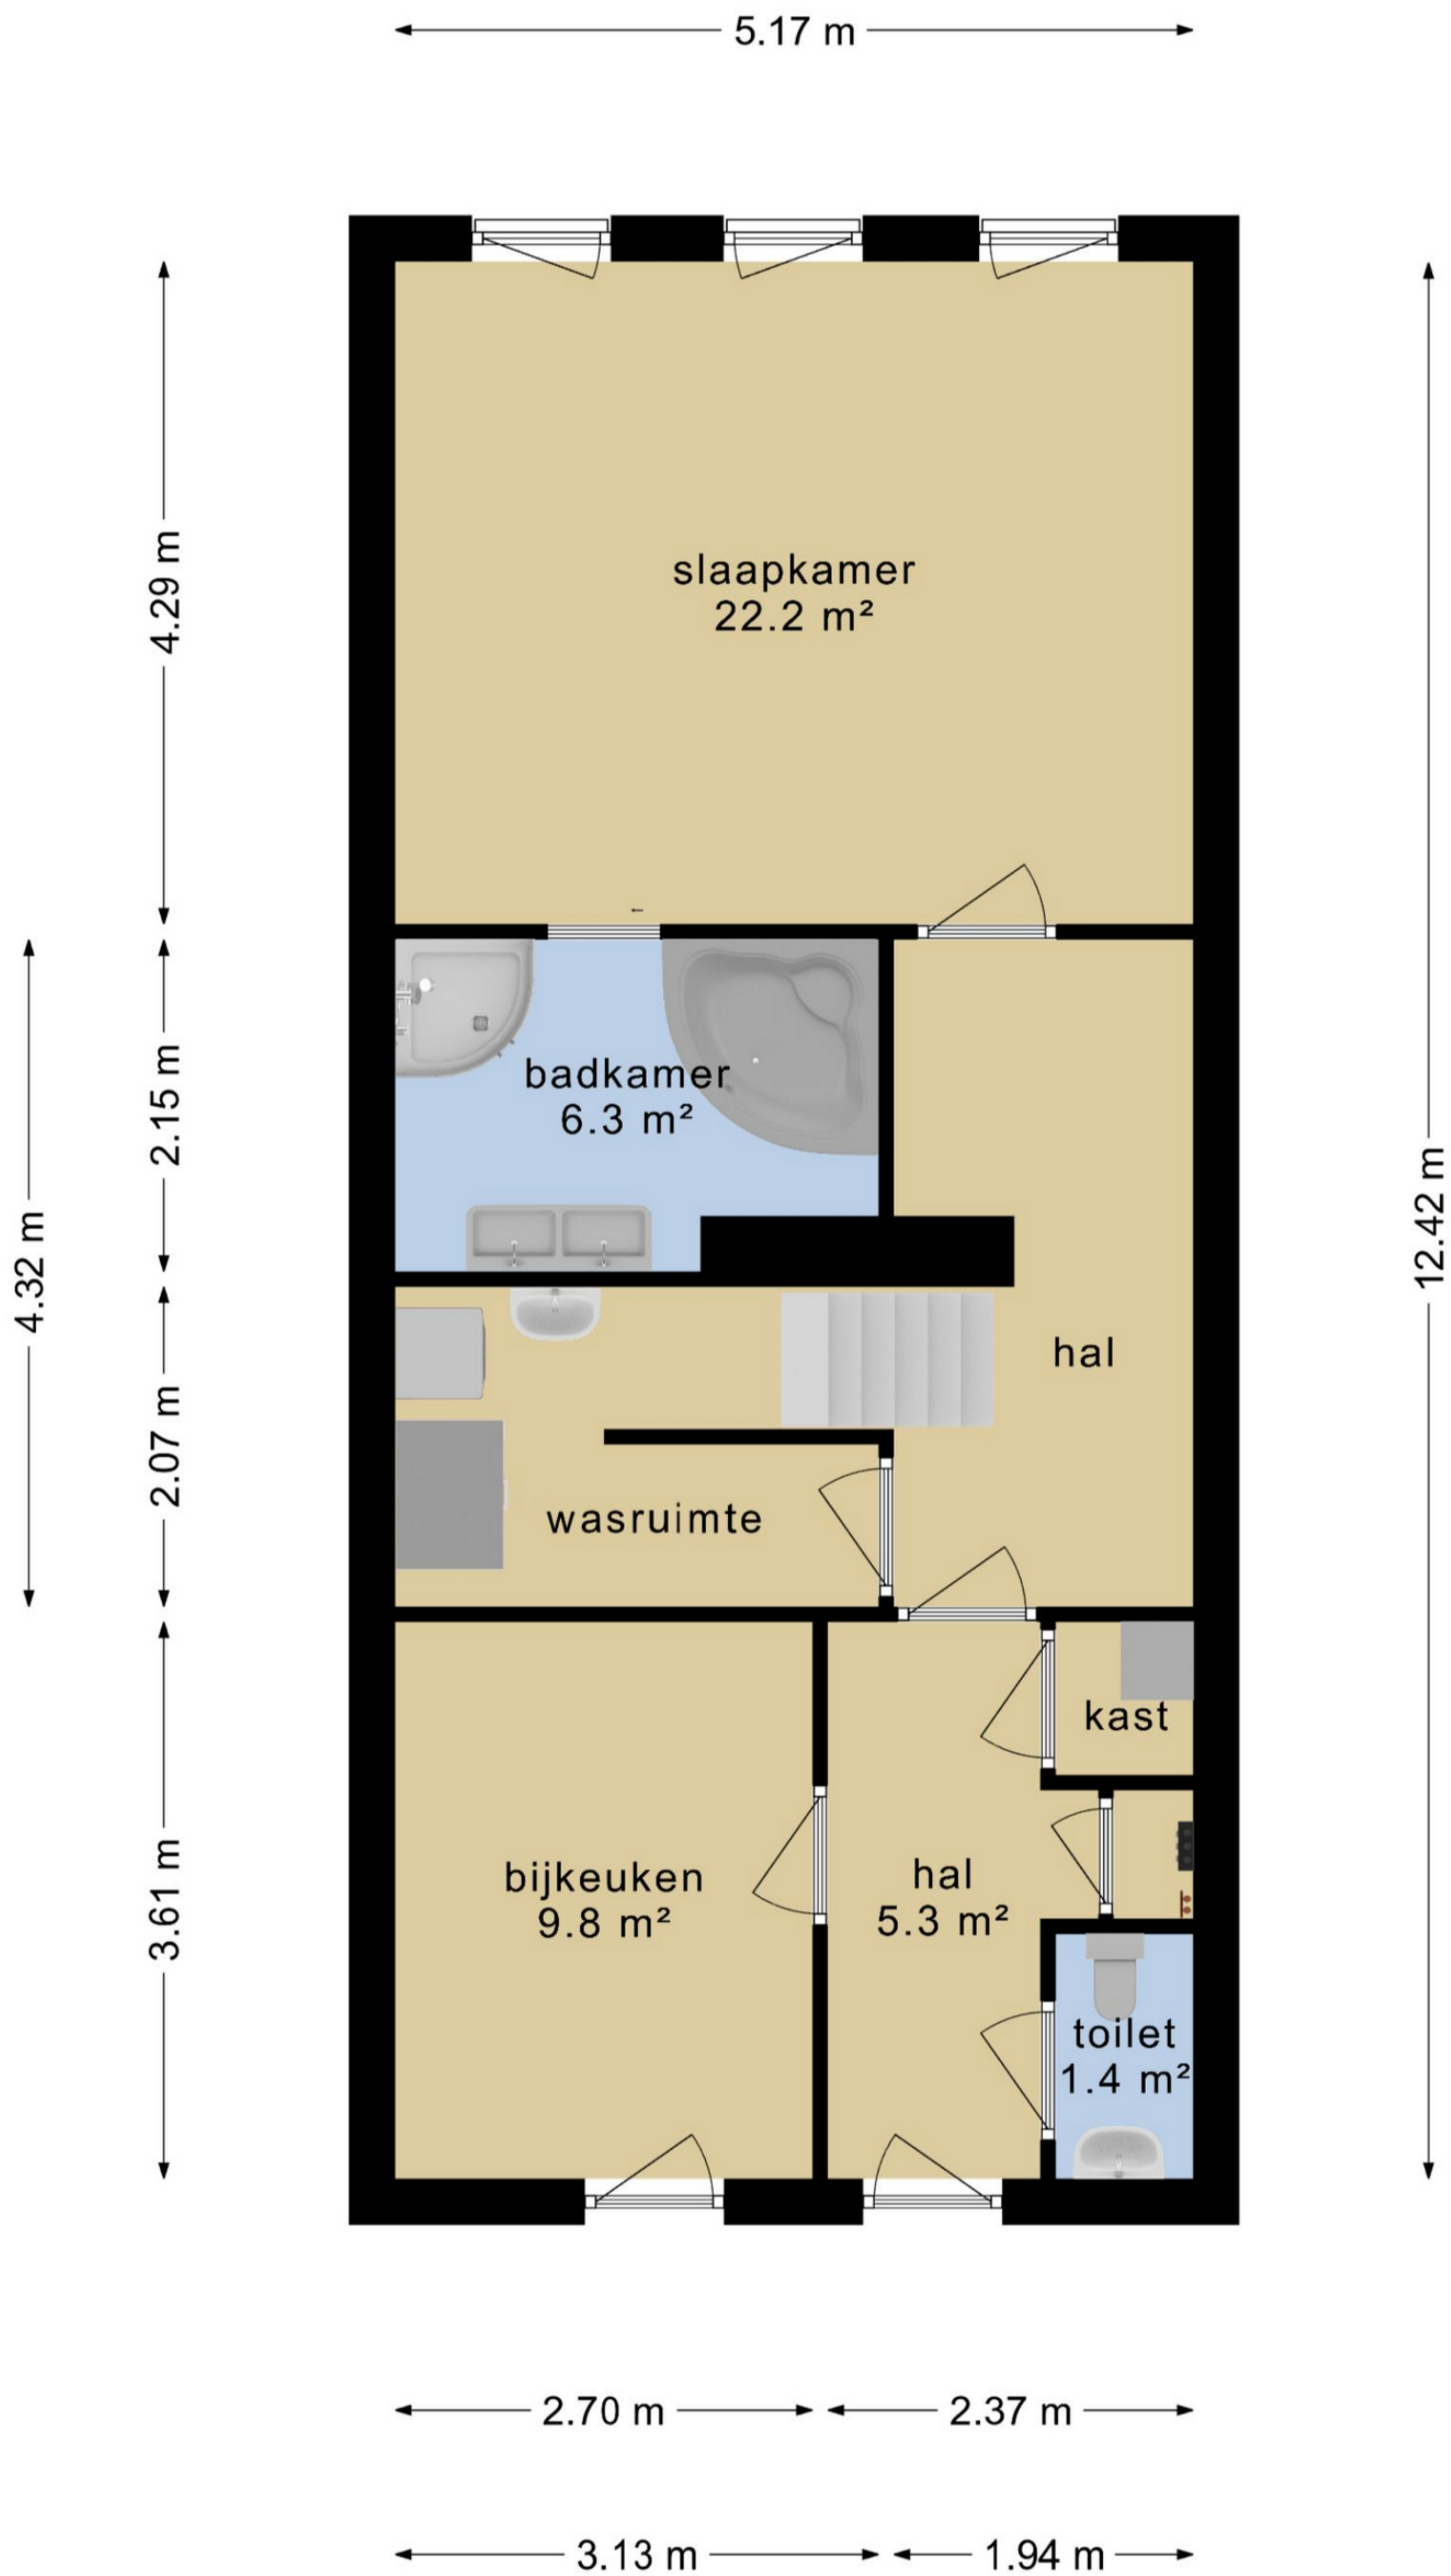 5.17 m
4.29 m
slaapkamer
22.2 m²
2.15 m
badkamer
6.3 m²
12.42 m
4.32 m
hal
2.07 m
wasruimte
kast
3.61 m
bijkeuken
9.8 m²
hal
5.3 m²
toilet
1.4 m²
2.70 m
2.37 m
3.13 m
1.94 m